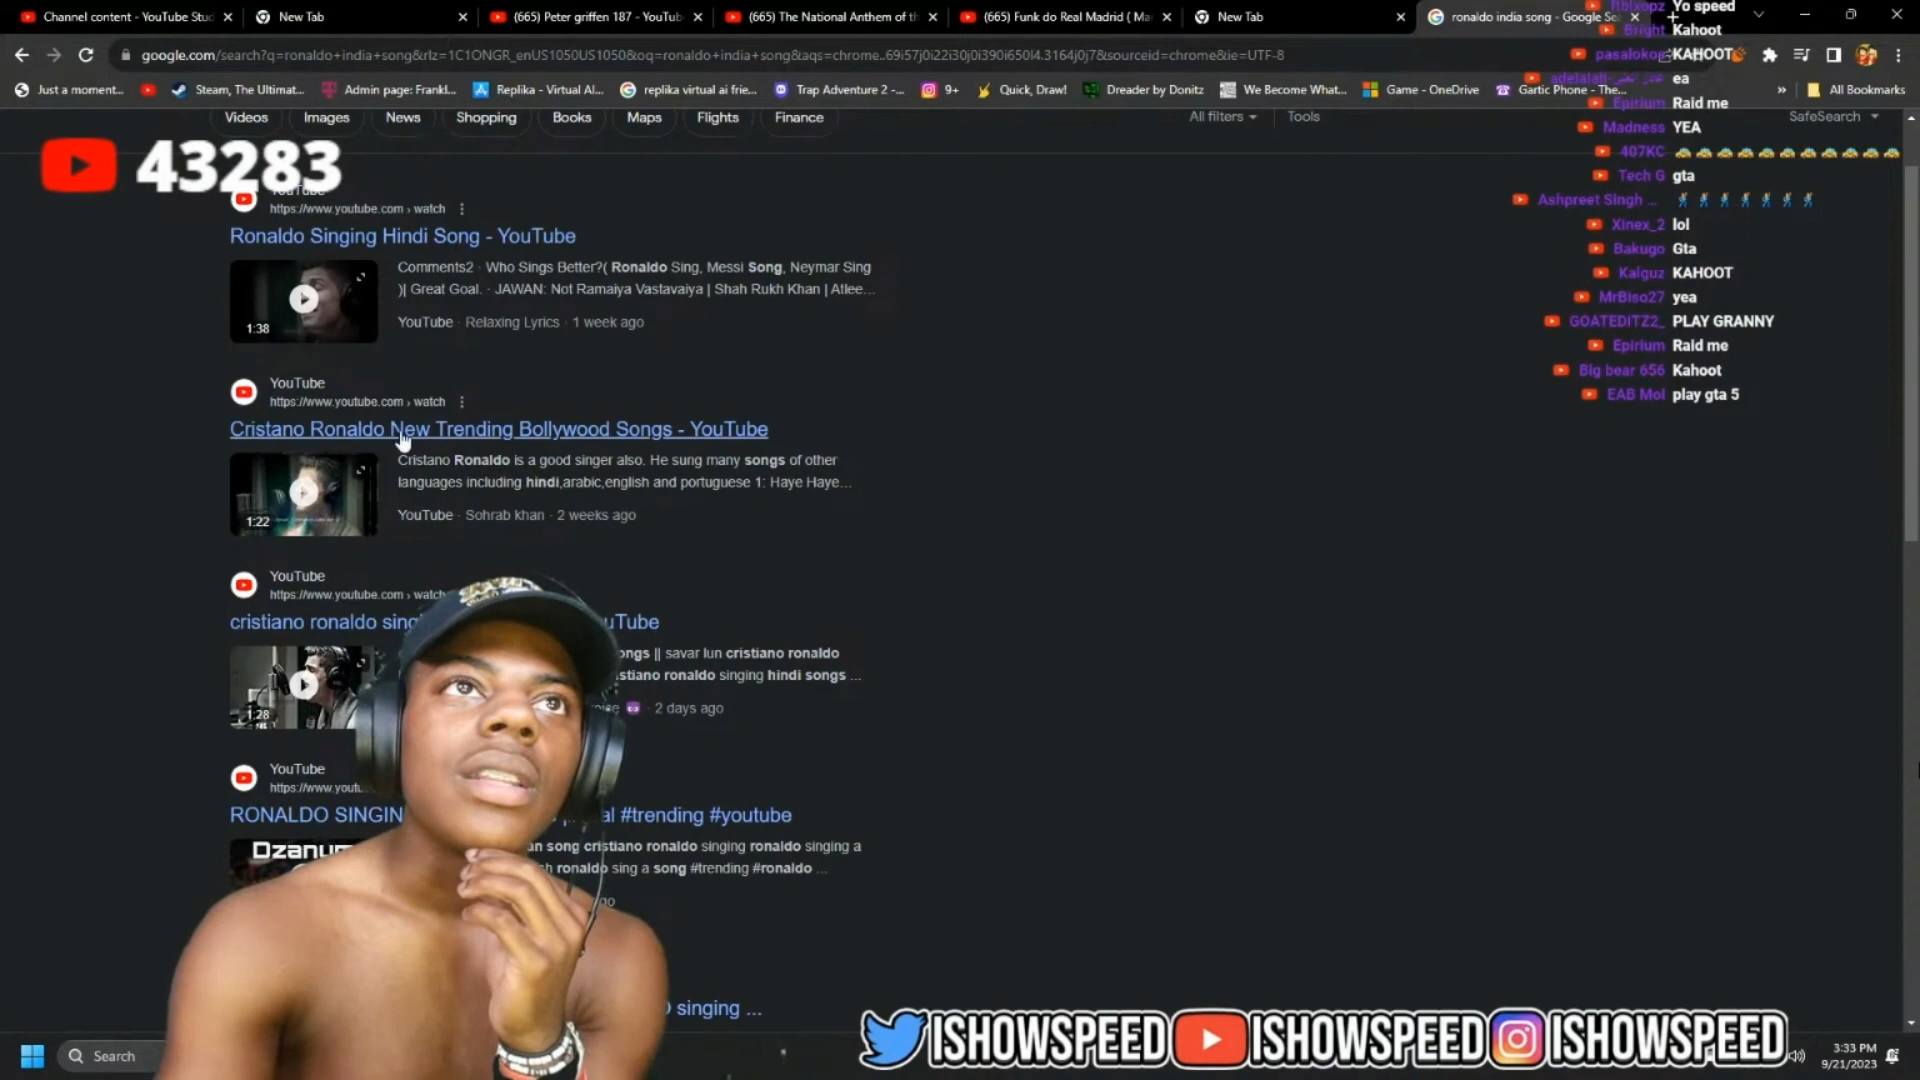 Channel content - YouTube Stud
New Tab
(665) Peter griffen 187 - YouTub
(665) The National Anthem of th
(665) Funk do Real Madrid ( Ma
New Tab
ronaldo india song - Google Se
google.com/search?q=ronaldo+india+song&rlz=1C1ONGR_enUS1050US1050&oq=ronaldo+india+song&aqs=chrome..69i57j0i22i30j0i390i650l4.3164j0j7&sourceid=chrome&ie=UTF-8
Just a moment...
Steam, The Ultimat...
Admin page: Frankl...
Replika - Virtual AI...
replika virtual ai frie...
Trap Adventure 2 -...
9+
Quick, Draw!
Dreader by Donitz
We Become What...
Game - OneDrive
Gartic Phone - The...
»
All Bookmarks
Videos
Images
News
Shopping
Books
Maps
Flights
Finance
All filters
Tools
SafeSearch
43283
YouTube
https://www.youtube.com › watch
Ronaldo Singing Hindi Song - YouTube
1:38
Comments2 · Who Sings Better?( Ronaldo Sing, Messi Song, Neymar Sing
)| Great Goal. · JAWAN: Not Ramaiya Vastavaiya | Shah Rukh Khan | Atlee...
YouTube · Relaxing Lyrics · 1 week ago
YouTube
https://www.youtube.com › watch
Cristano Ronaldo New Trending Bollywood Songs - YouTube
1:22
Cristano Ronaldo is a good singer also. He sung many songs of other
languages including hindi,arabic,english and portuguese 1: Haye Haye...
YouTube · Sohrab khan · 2 weeks ago
YouTube
https://www.youtube.com › watch
cristiano ronaldo sing
uTube
1:28
ongs || savar lun cristiano ronaldo
stiano ronaldo singing hindi songs ...
2 days ago
YouTube
https://www.yout
RONALDO SINGIN
al #trending #youtube
Dzanum
an song cristiano ronaldo singing ronaldo singing a
h ronaldo sing a song #trending #ronaldo ...
go
singing ...
Yo speed
Bright Kahoot
pasalokos KAHOOT
ea
Epirium Raid me
Madness YEA
407KC
Tech G gta
Ashpreet Singh ...
Xinex_2 lol
Bakugo Gta
Kalguz KAHOOT
MrBiso27 yea
GOATEDITZ2_ PLAY GRANNY
Epirium Raid me
Big bear 656 Kahoot
EAB Mol play gta 5
ISHOWSPEED
ISHOWSPEED
ISHOWSPEED
Search
3:33 PM
9/21/2023